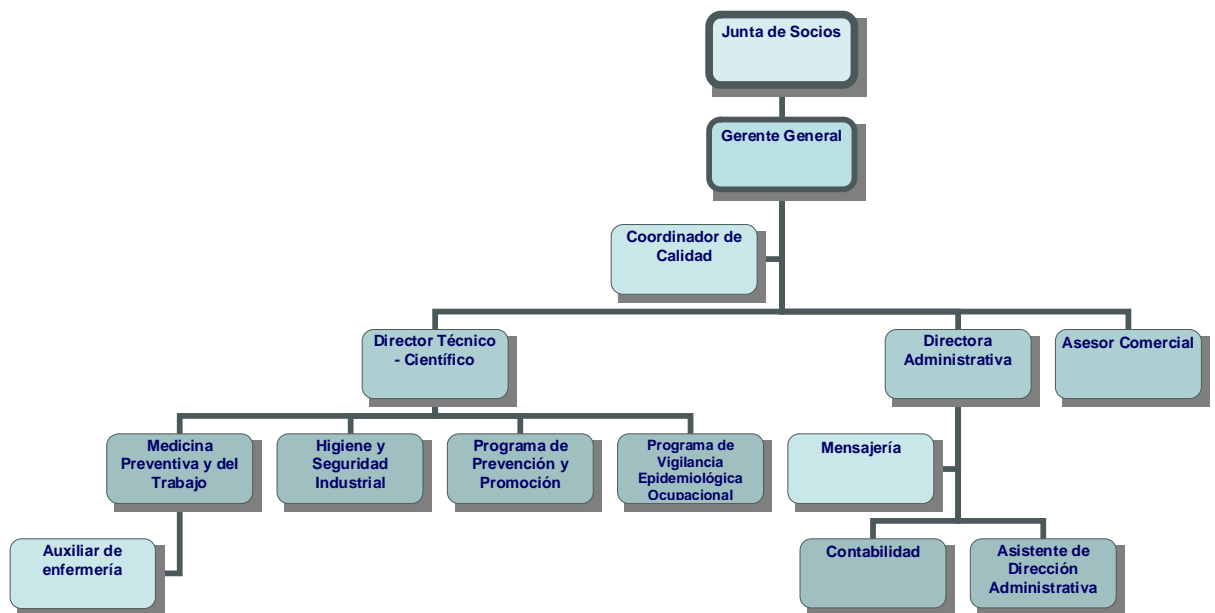 Junta de Socios
Gerente General
Coordinador de
Calidad
Director Técnico
- Científico
Directora
Administrativa
Asesor Comercial
Medicina
Preventiva y del
Trabajo
Higiene y
Seguridad
Industrial
Programa de
Prevención y
Promoción
Programa de
Vigilancia
Epidemiológica
Ocupacional
Mensajería
Auxiliar de
enfermería
Contabilidad
Asistente de
Dirección
Administrativa